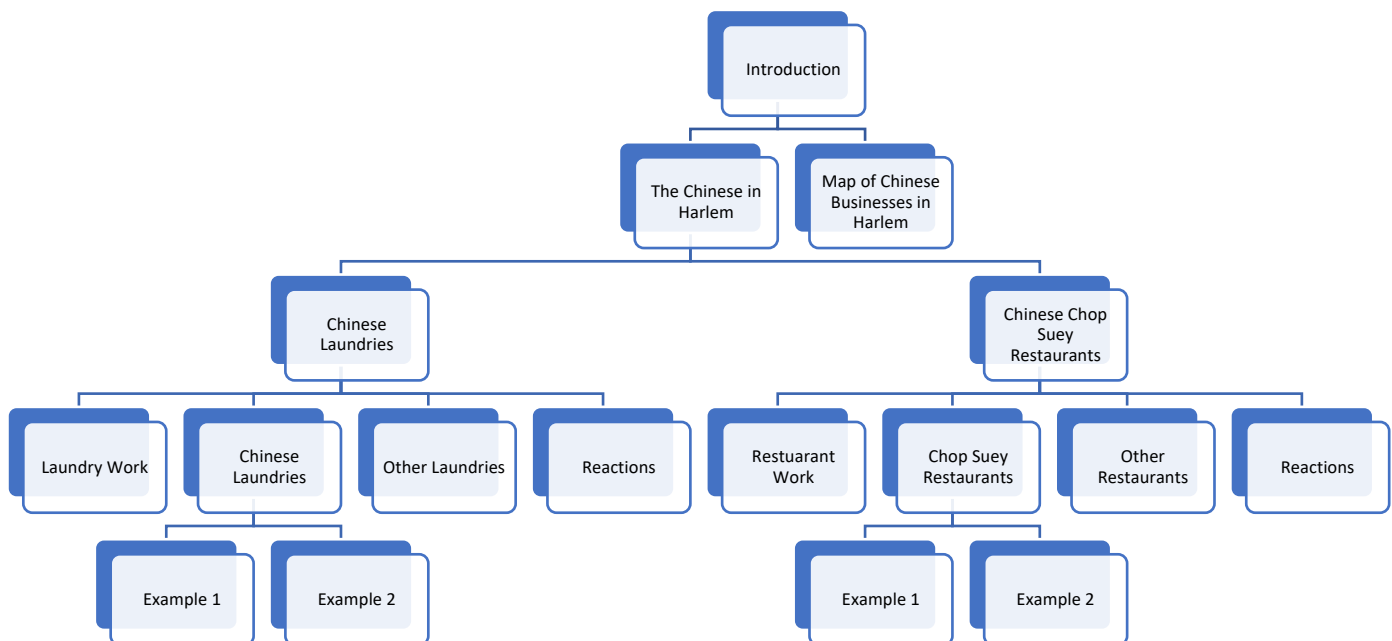 Introduction
The Chinese in
Harlem
Map of Chinese
Businesses in
Harlem
Chinese
Laundries
Chinese Chop
Suey
Restaurants
Laundry Work
Chinese
Laundries
Other Laundries
Reactions
Restuarant
Work
Chop Suey
Restaurants
Other
Restaurants
Reactions
Example 1
Example 2
Example 1
Example 2